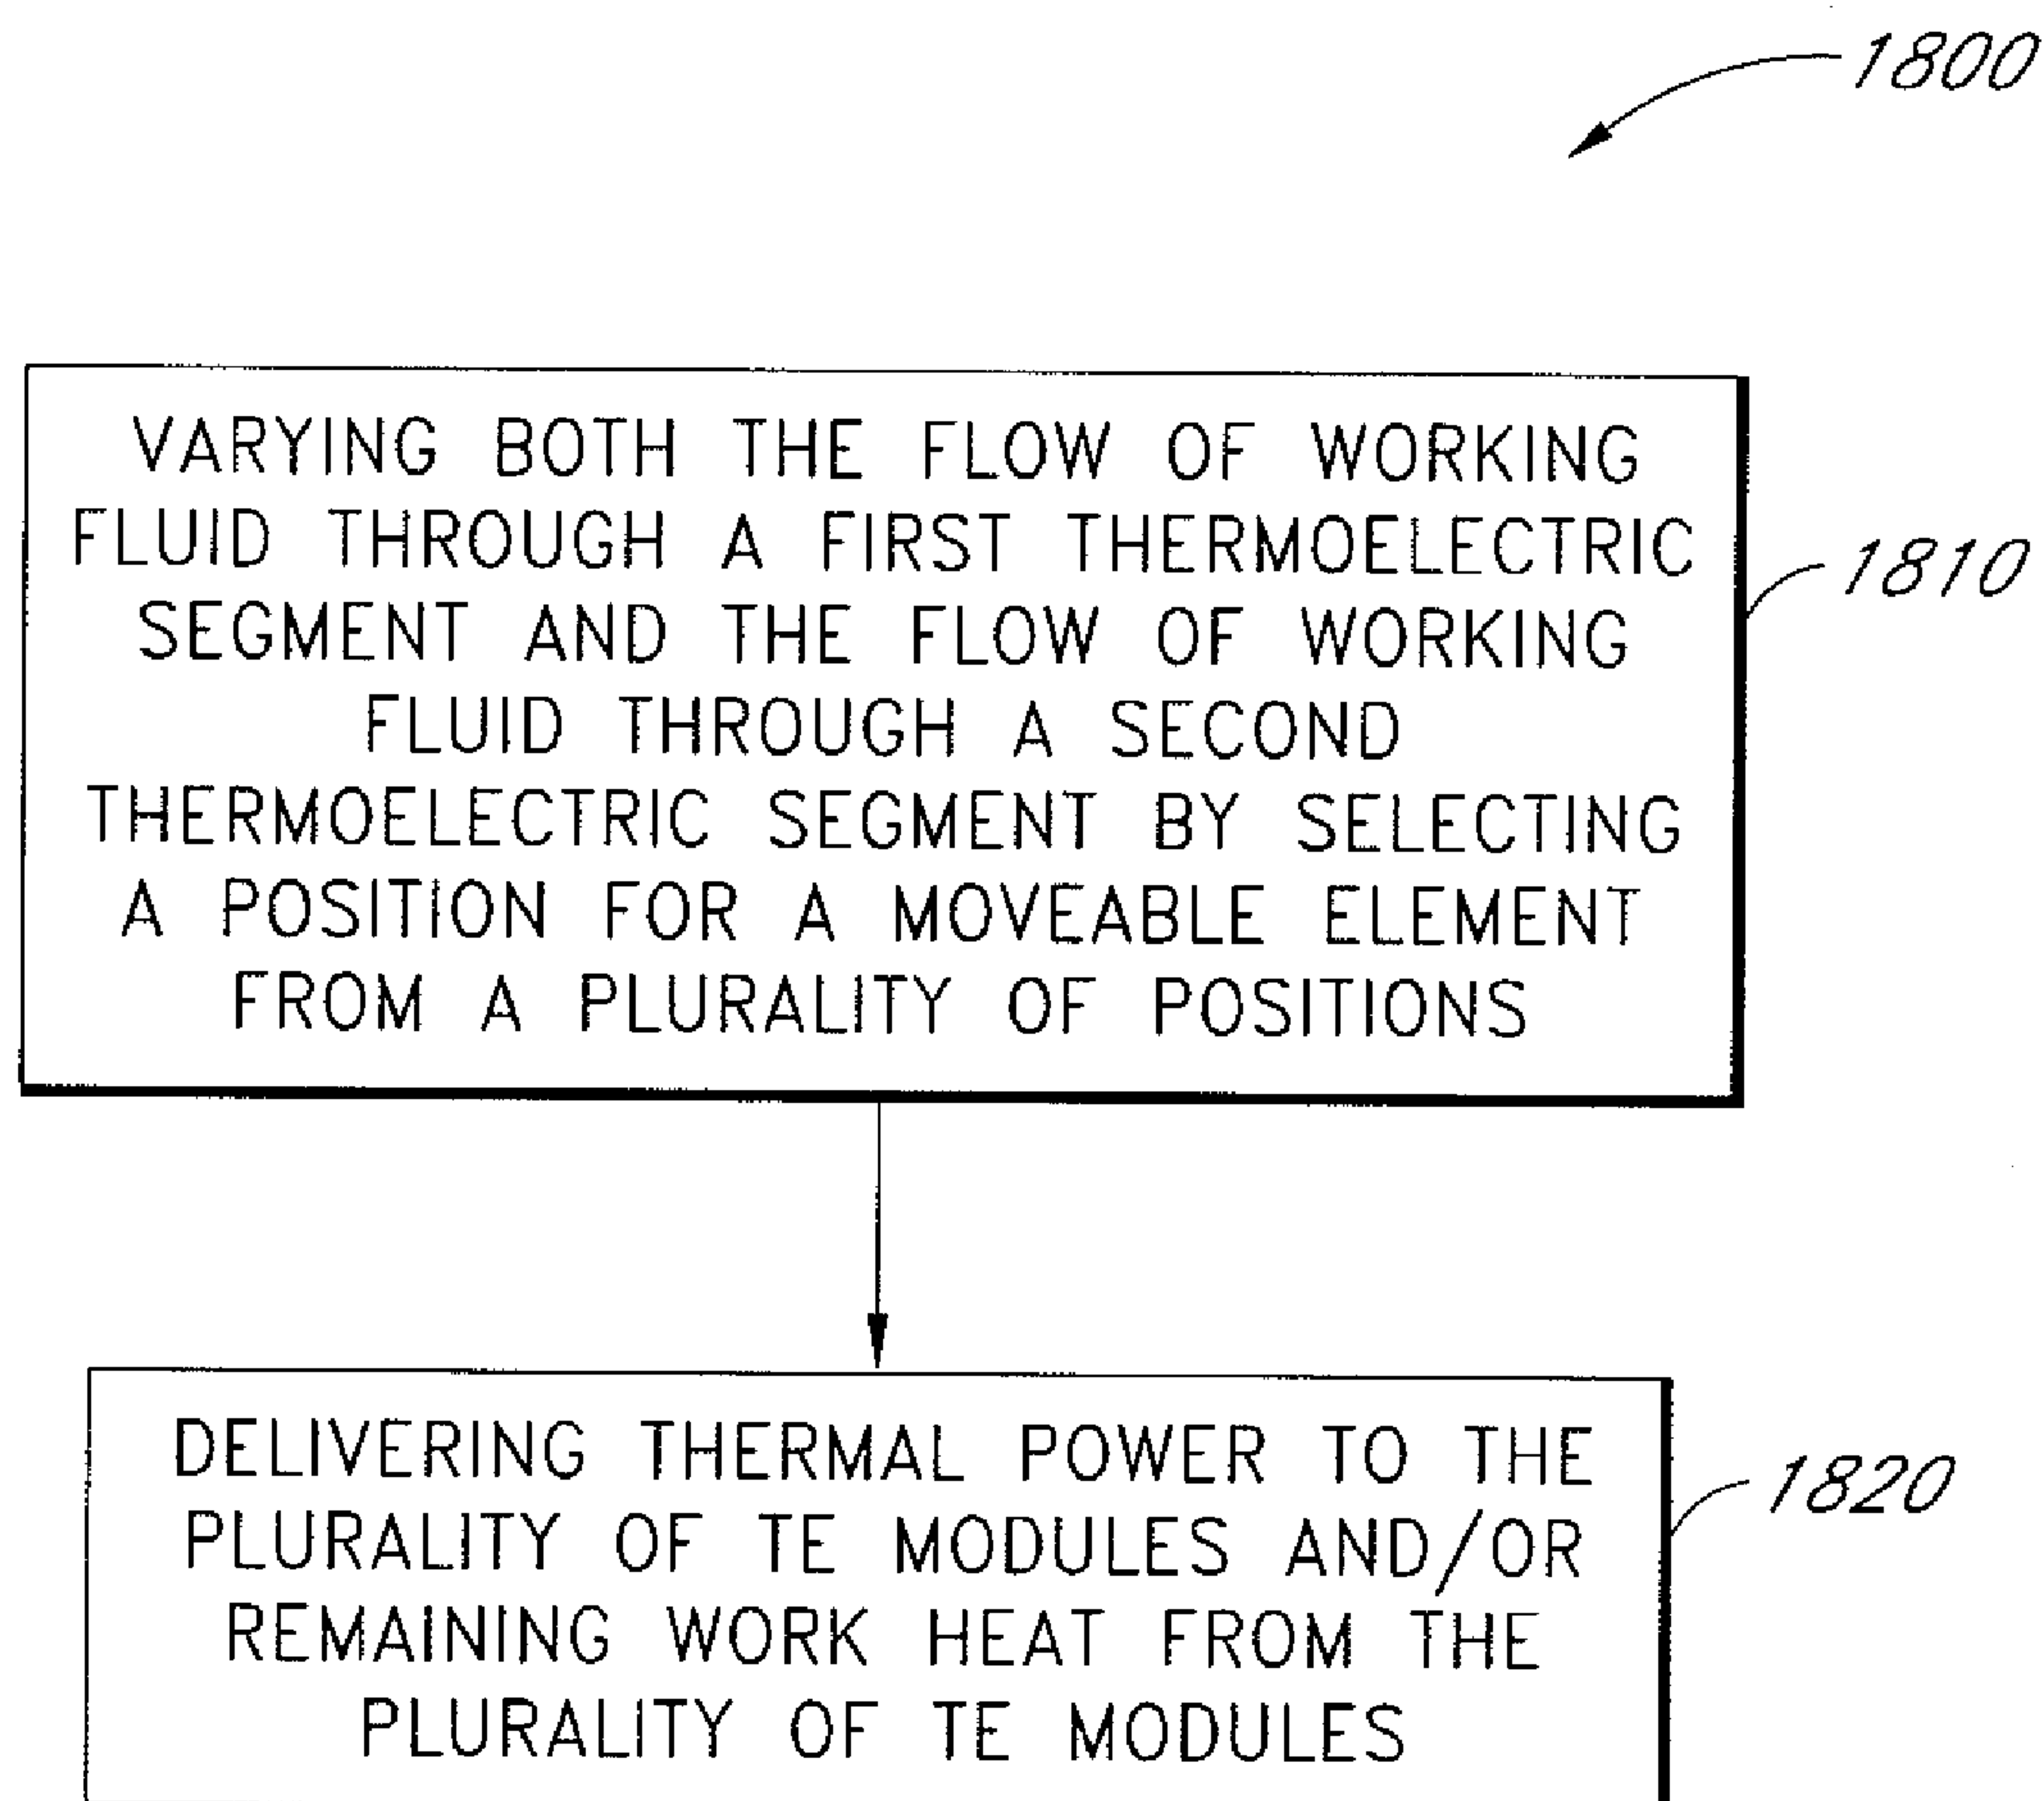 1800
VARYING BOTH THE FLOW OF WORKING
FLUID THROUGH A FIRST THERMOELECTRIC
SEGMENT AND THE FLOW OF WORKING
FLUID THROUGH A SECOND
THERMOELECTRIC SEGMENT BY SELECTING
A POSITION FOR A MOVEABLE ELEMENT
FROM A PLURALITY OF POSITIONS
1810
DELIVERING THERMAL POWER TO THE
PLURALITY OF TE MODULES AND/OR
REMAINING WORK HEAT FROM THE
PLURALITY OF TE MODULES
1820